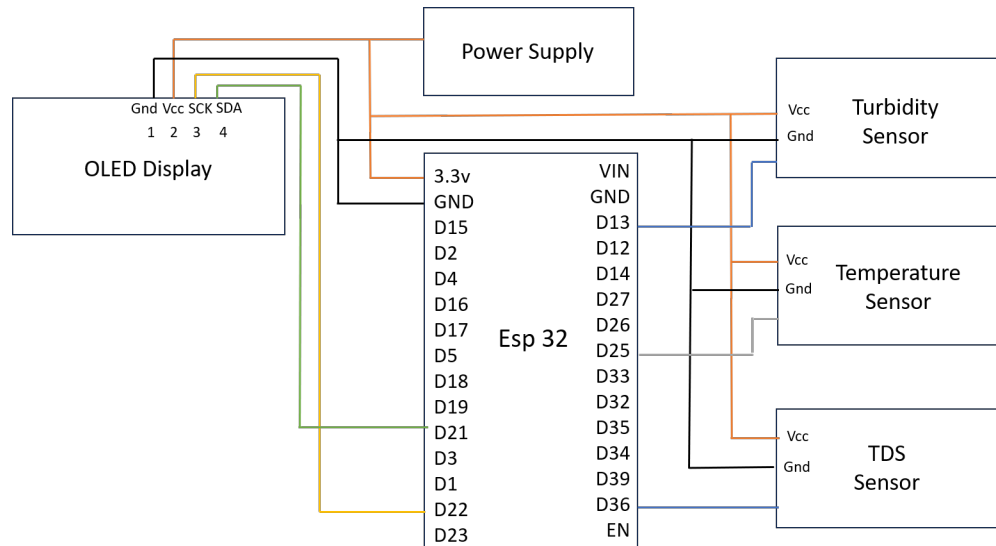 Power Supply
Gnd Vcc SCK SDA
1 2 3 4
OLED Display
Esp 32
3.3v
GND
D15
D2
D4
D16
D17
D5
D18
D19
D21
D3
D1
D22
D23
VIN
GND
D13
D12
D14
D27
D26
D25
D33
D32
D35
D34
D39
D36
EN
Vcc
Gnd
Turbidity
Sensor
Vcc
Gnd
Temperature
Sensor
Vcc
Gnd
TDS
Sensor